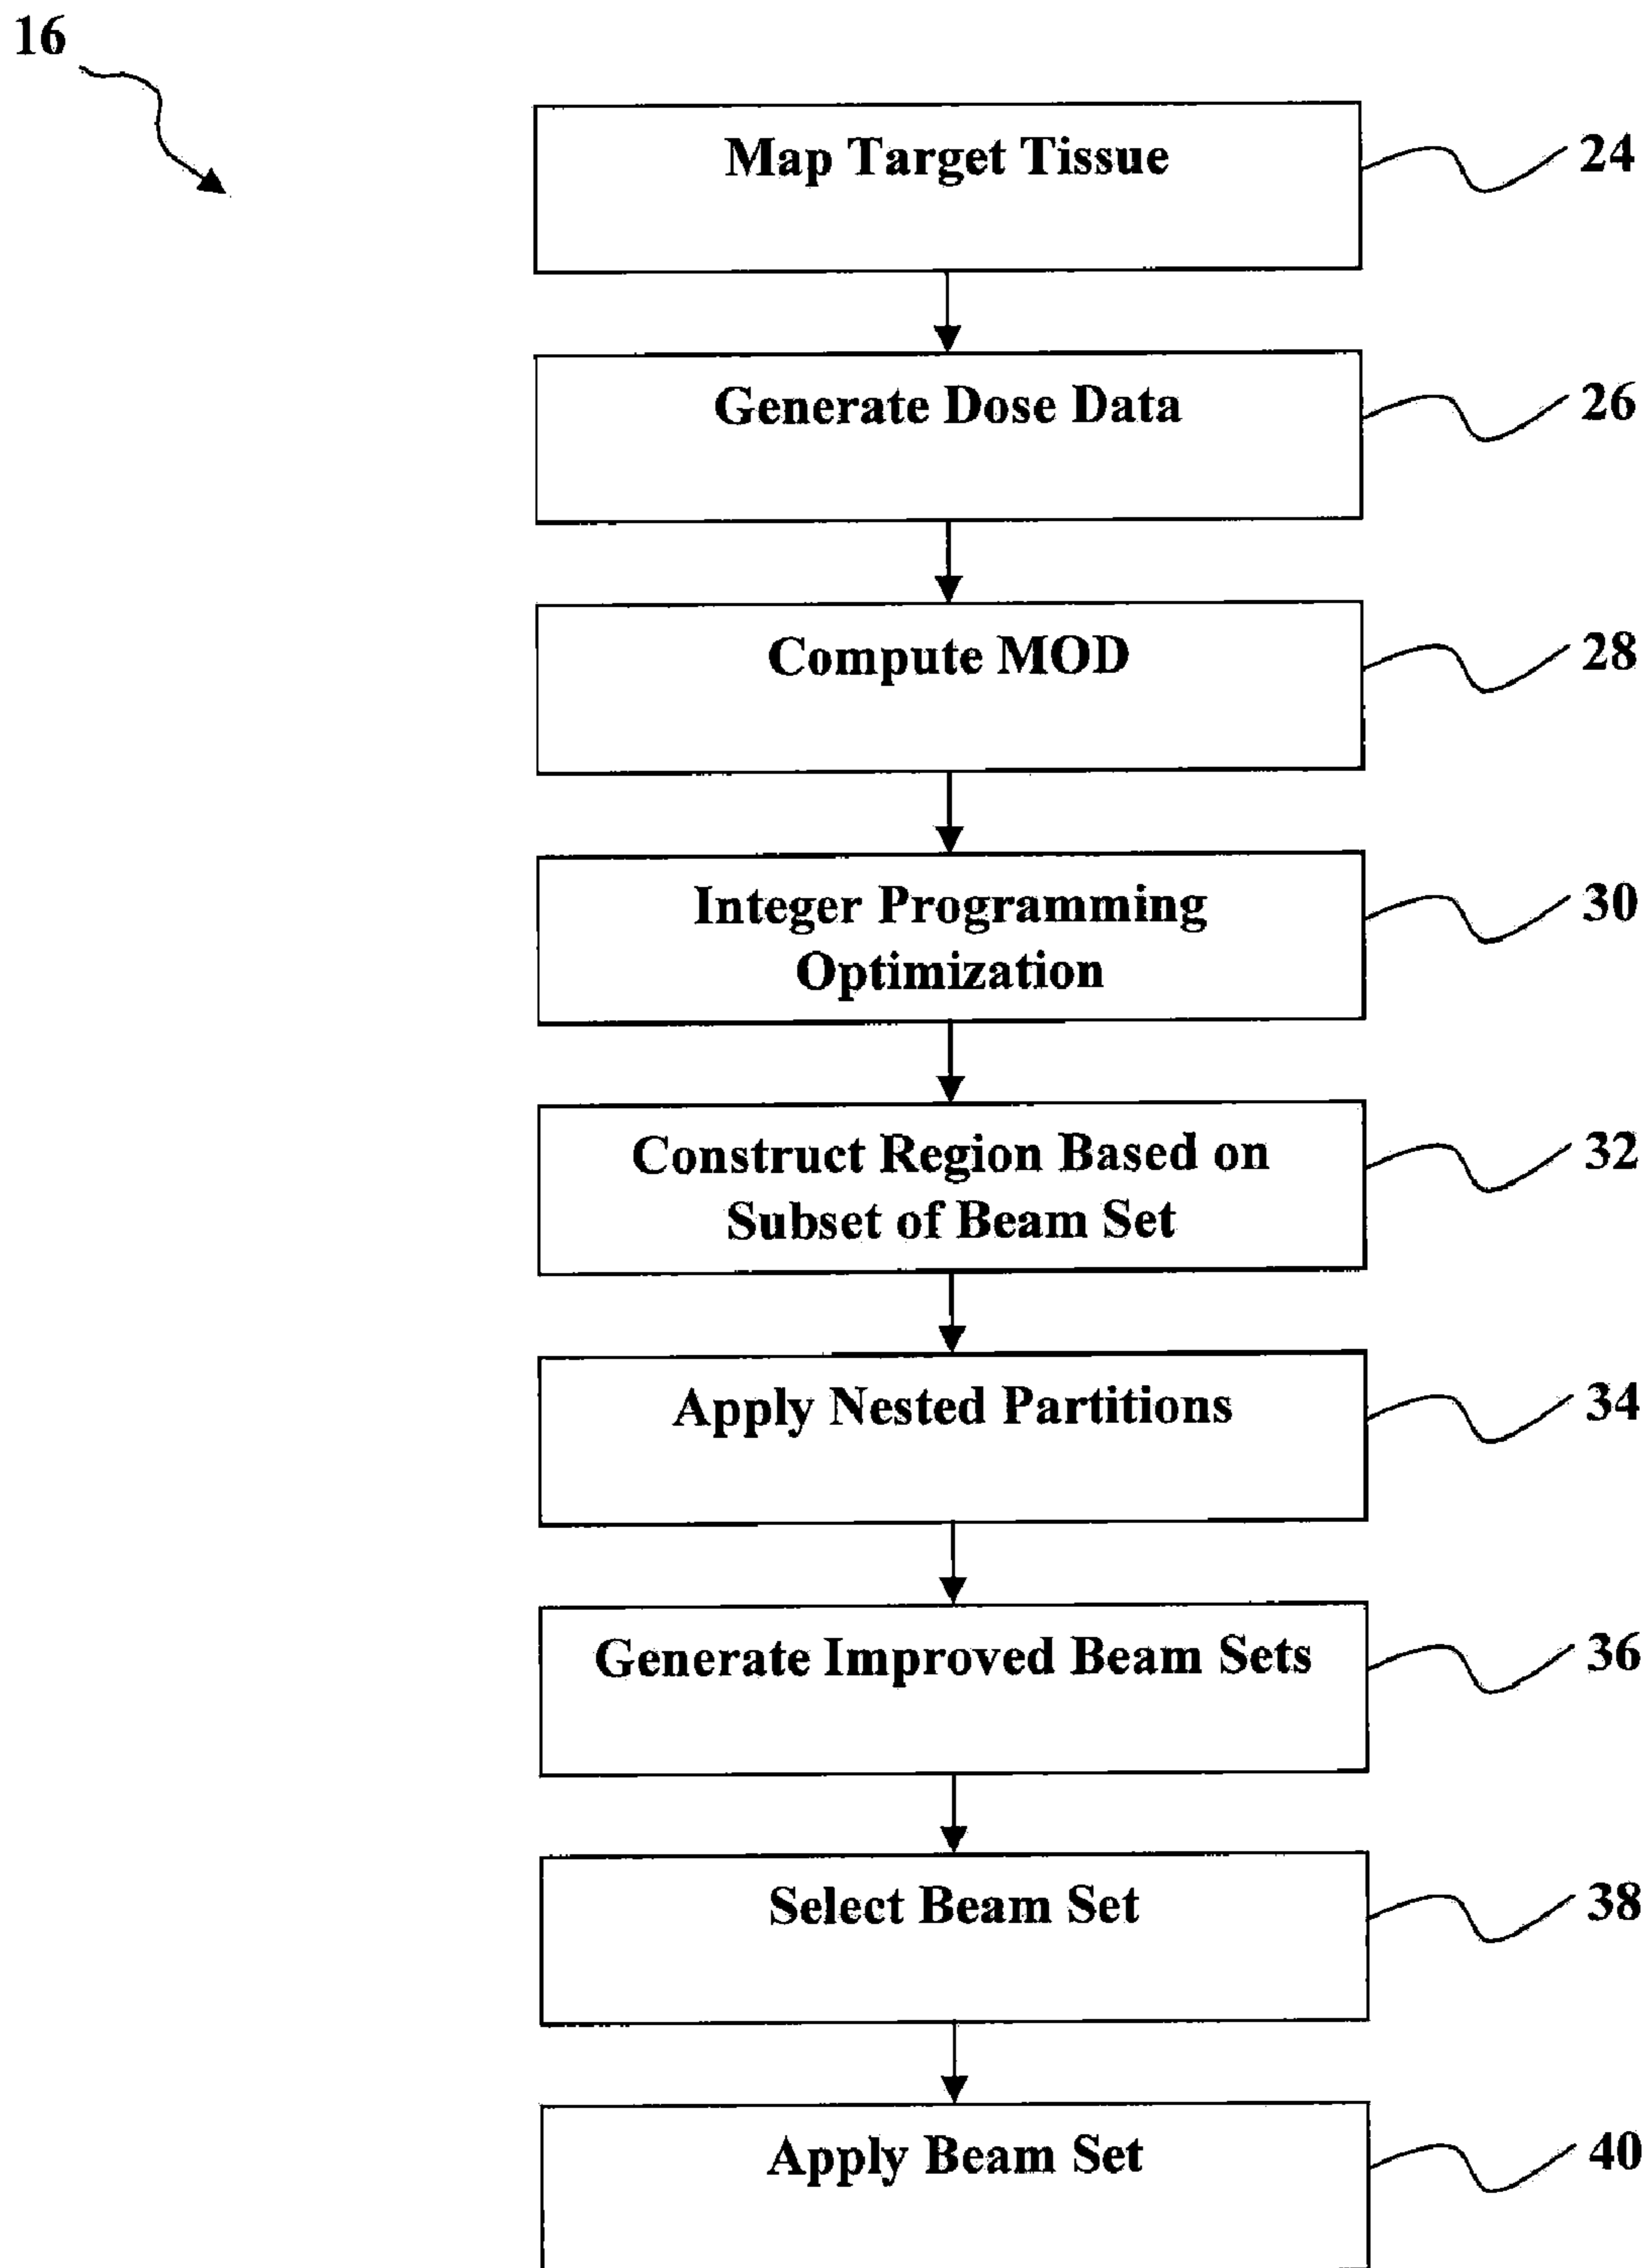 16
Map Target Tissue
24
Generate Dose Data
26
Compute MOD
28
Integer Programming
Optimization
30
Construct Region Based on
Subset of Beam Set
32
Apply Nested Partitions
34
Generate Improved Beam Sets
36
Select Beam Set
38
Apply Beam Set
40